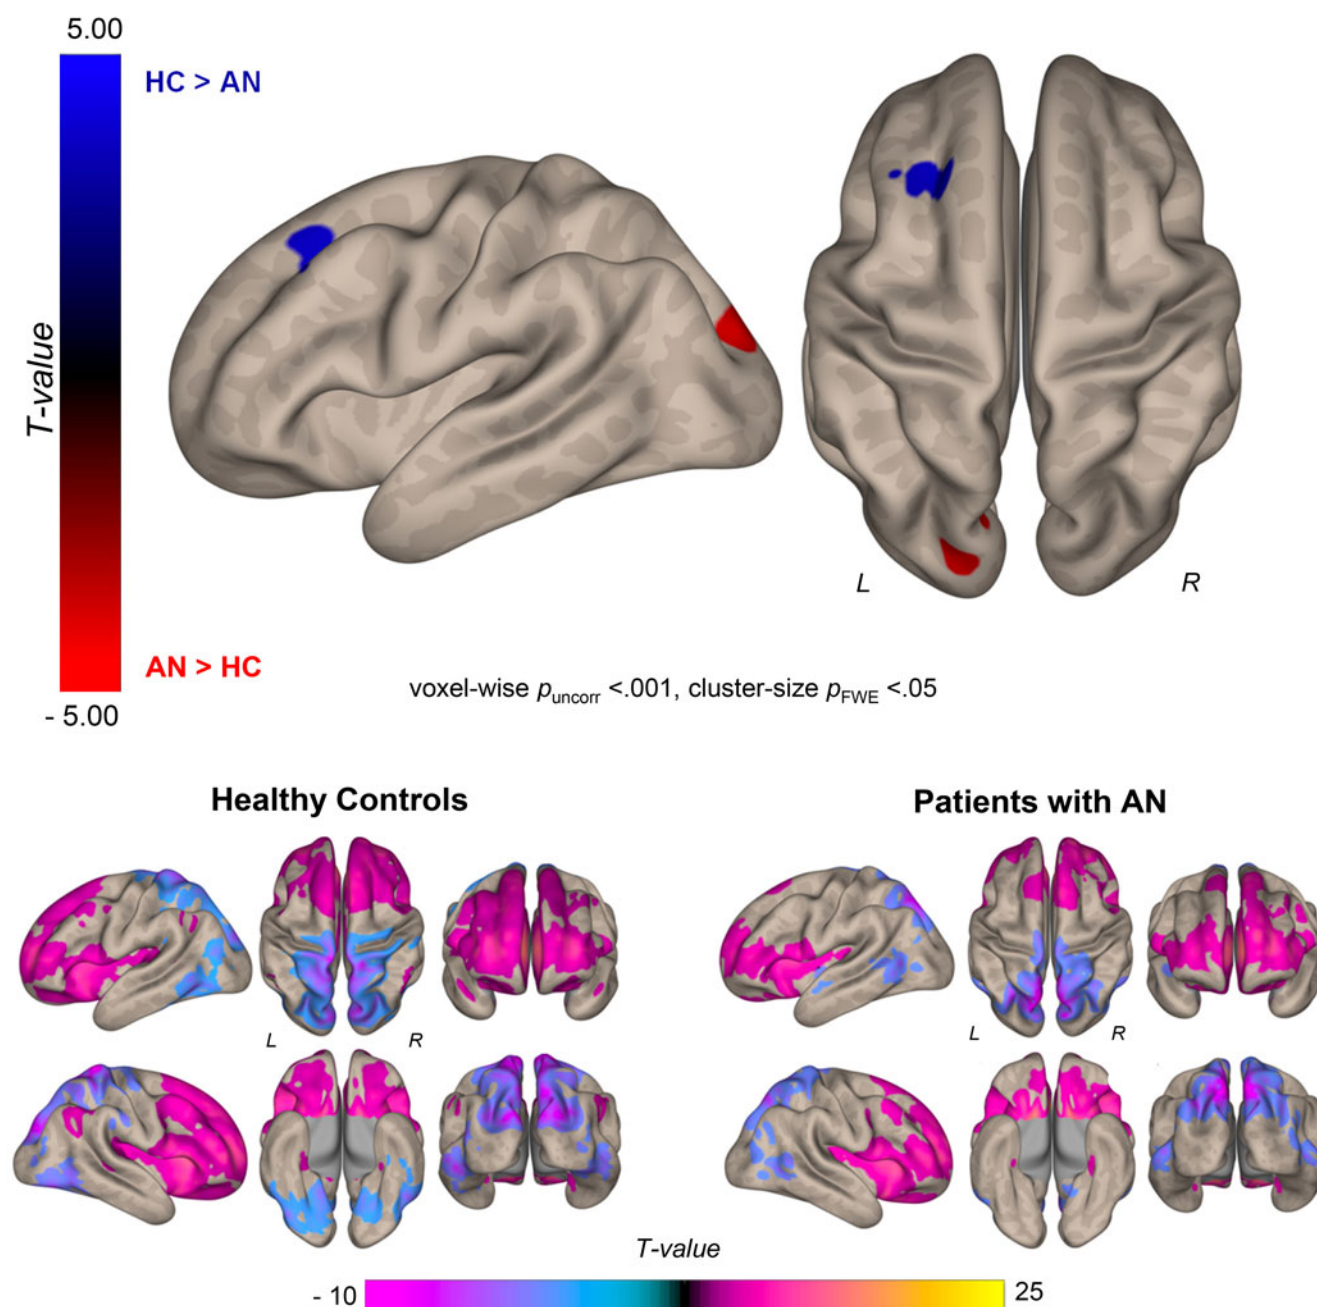 5.00
HC > AN
T-value
AN > HC
- 5.00
L
R
voxel-wise puncorr <.001, cluster-size pFWE <.05
Healthy Controls
Patients with AN
L
R
L
R
T-value
- 10
25